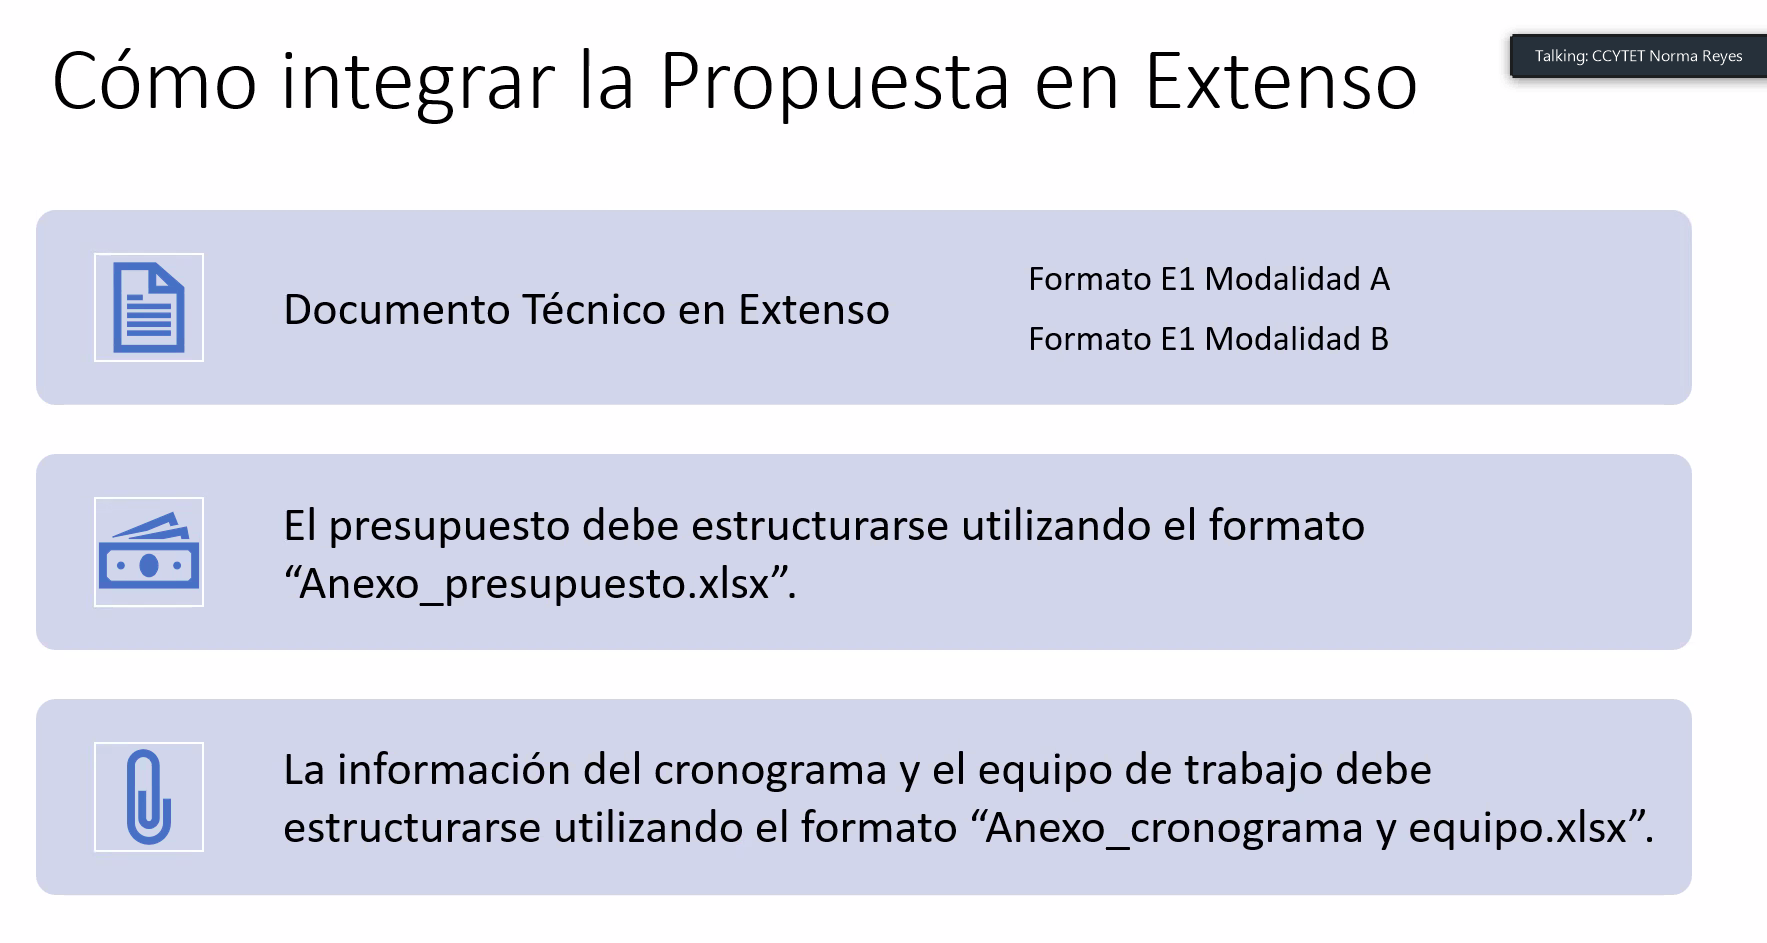 Cómo integrar la Propuesta en Extenso
Talking: CCYTET Norma Reyes
Documento Técnico en Extenso
Formato E1 Modalidad A
Formato E1 Modalidad B
El presupuesto debe estructurarse utilizando el formato
“Anexo_presupuesto.xlsx”.
La información del cronograma y el equipo de trabajo debe
estructurarse utilizando el formato “Anexo_cronograma y equipo.xlsx”.